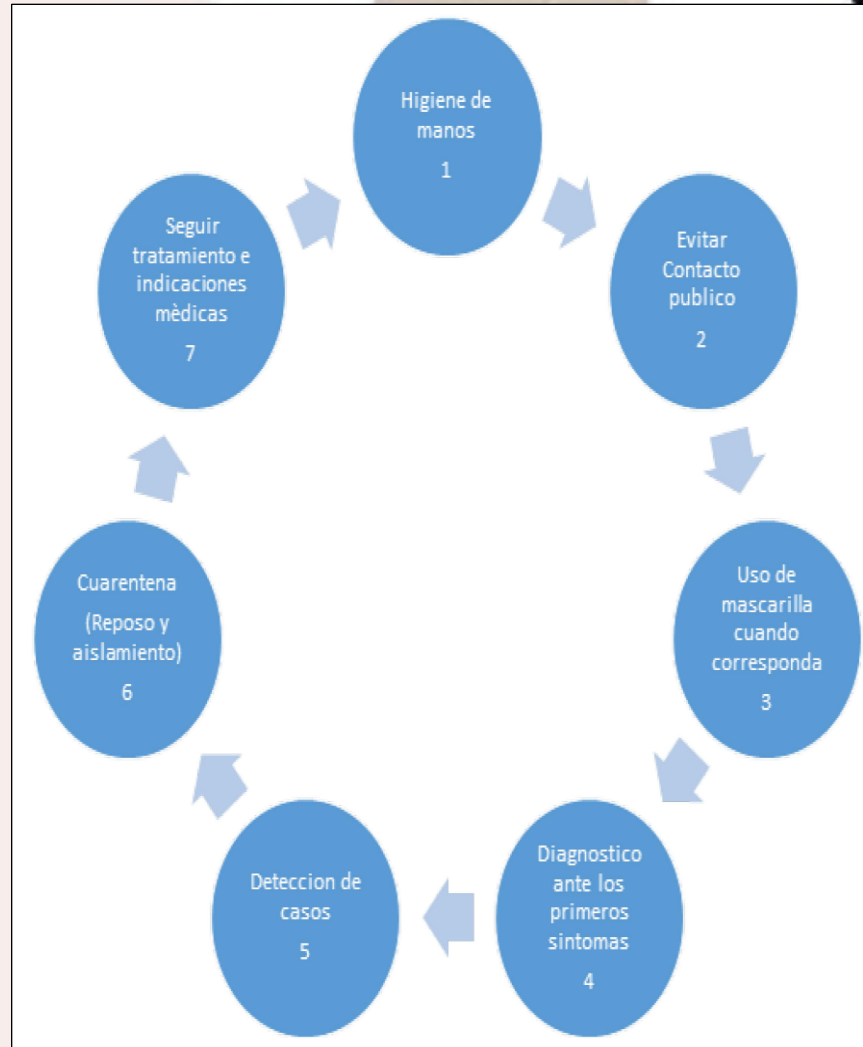 Higiene de
manos
1
Evitar
Contacto
publico
2
Uso de
mascarilla
cuando
corresponda
3
Diagnostico
ante los
primeros
sintomas
4
Deteccion de
casos
5
Cuarentena
(Reposo y
aislamiento)
6
Seguir
tratamiento e
indicaciones
mèdicas
7